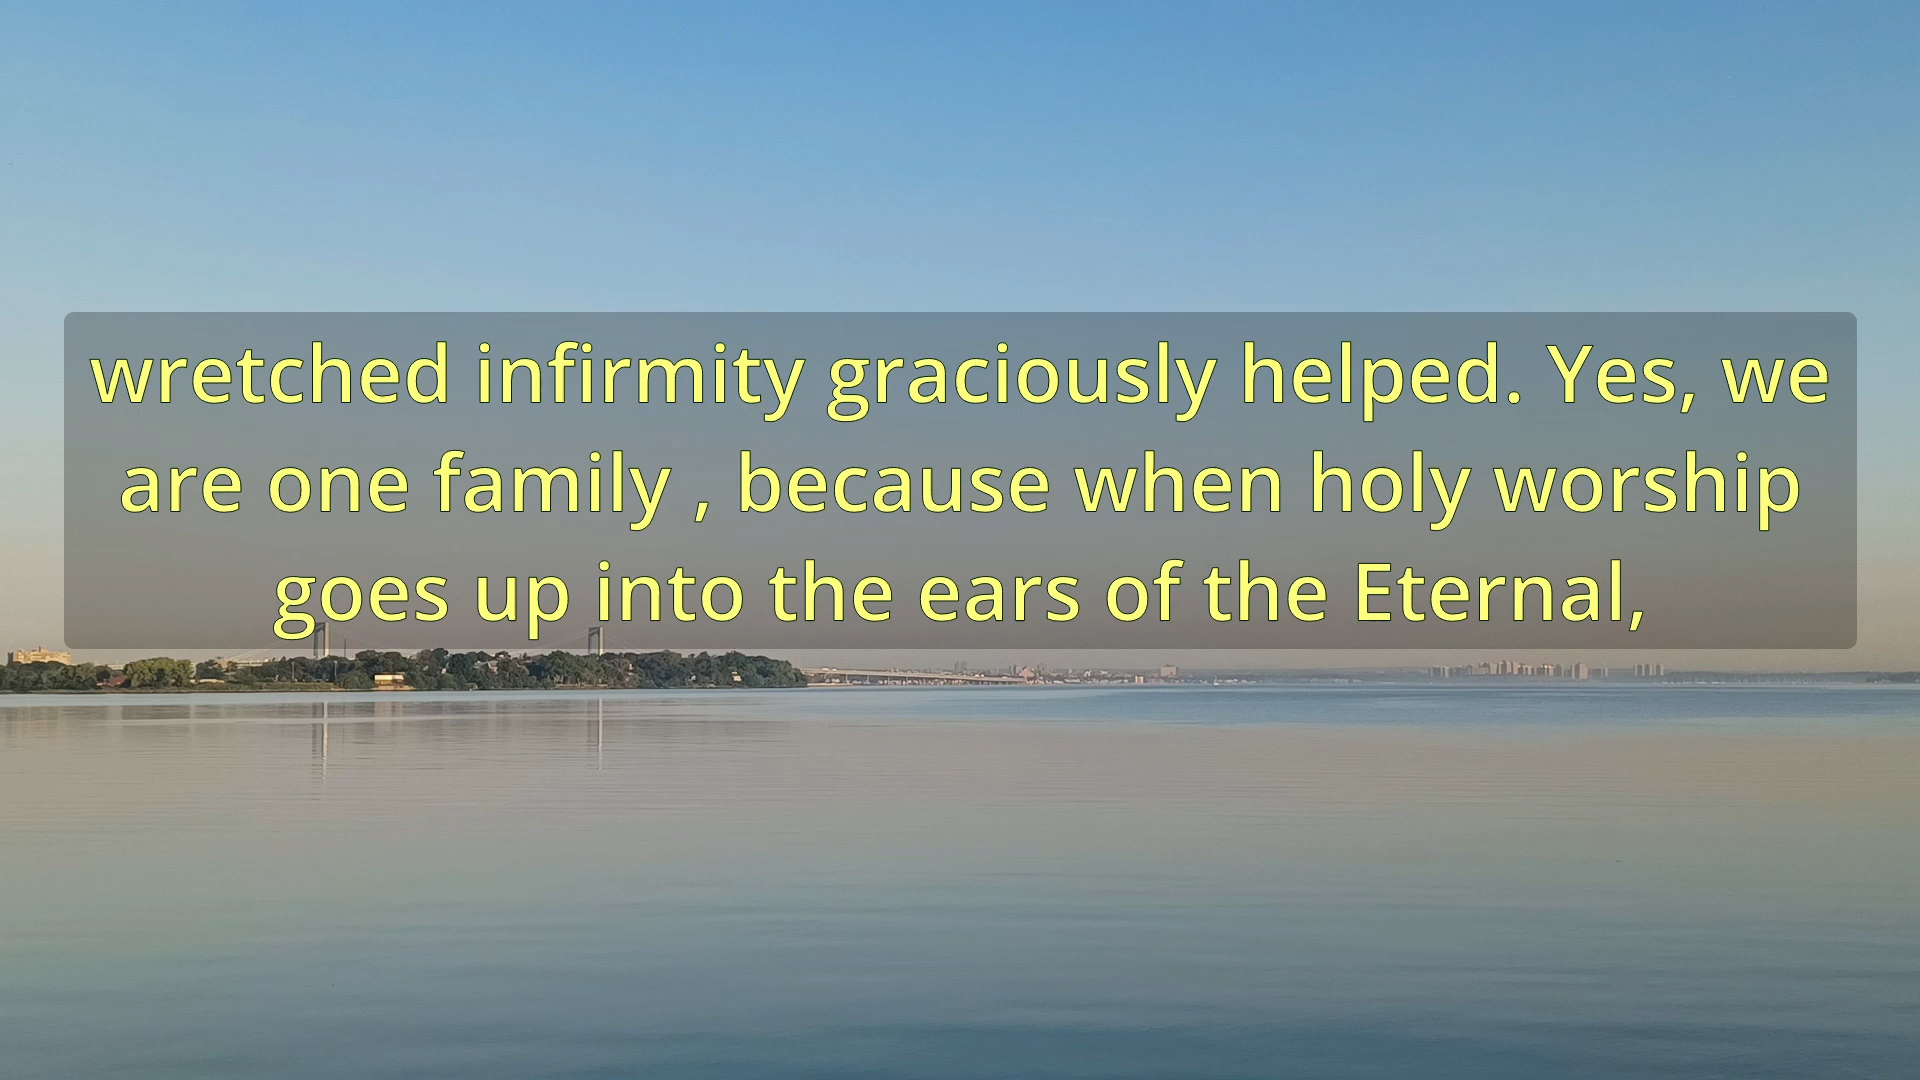 wretched infirmity graciously helped. Yes, we
are one family , because when holy worship
goes up into the ears of the Eternal,